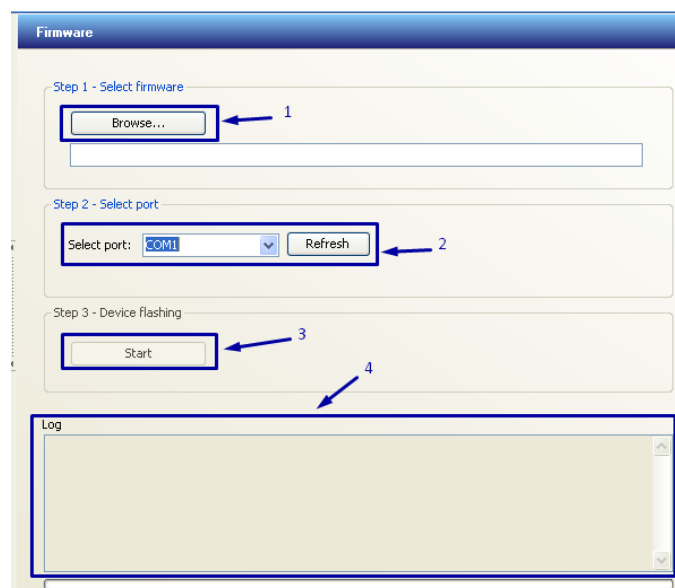 Firmware
Step 1 - Select firmware
Browse... 1
Step 2 - Select port
Select port: COM1 Refresh 2
Step 3 - Device flashing
Start 3
4
Log